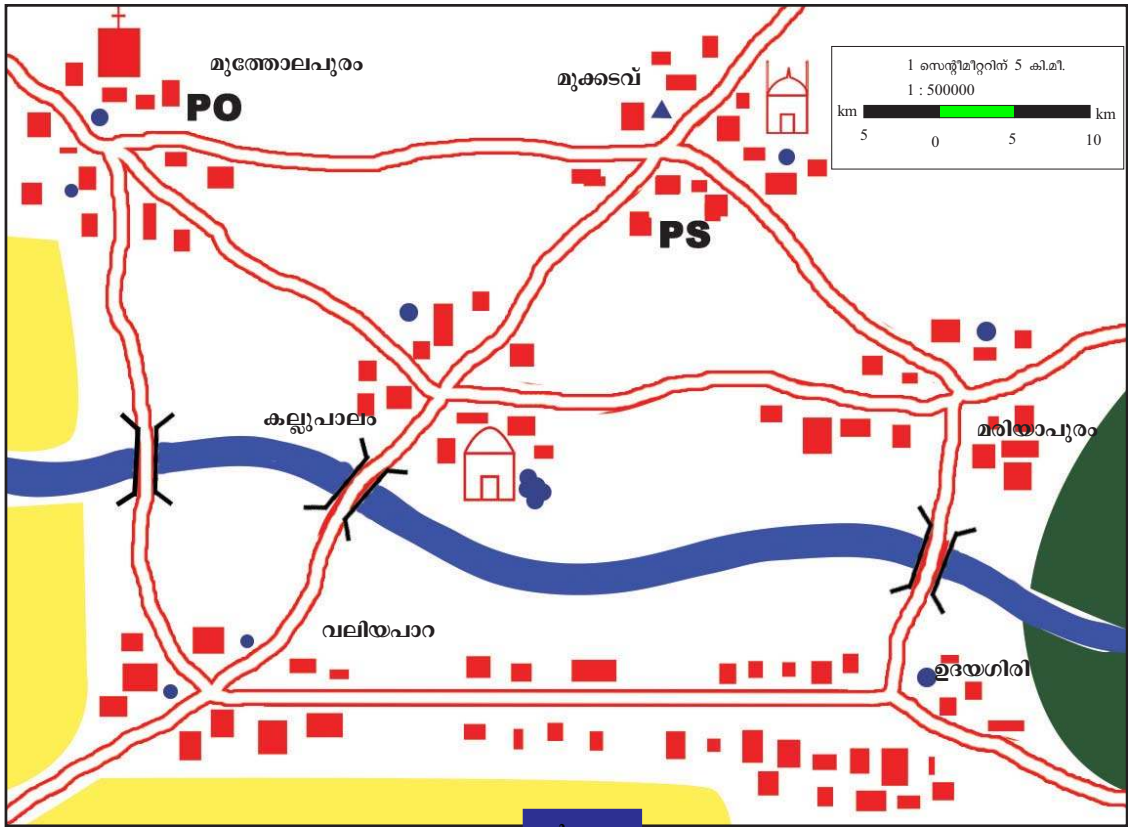 മുത്തോലപുരം
PO
മുക്കടവ്
1 സെന്റീമീറ്ററിന് 5 കി.മീ.
1 : 500000
km
km
5 0 5 10
PS
കല്ലുപാലം
മരിയാപുരം
വലിയപാറ
ഉദയഗിരി